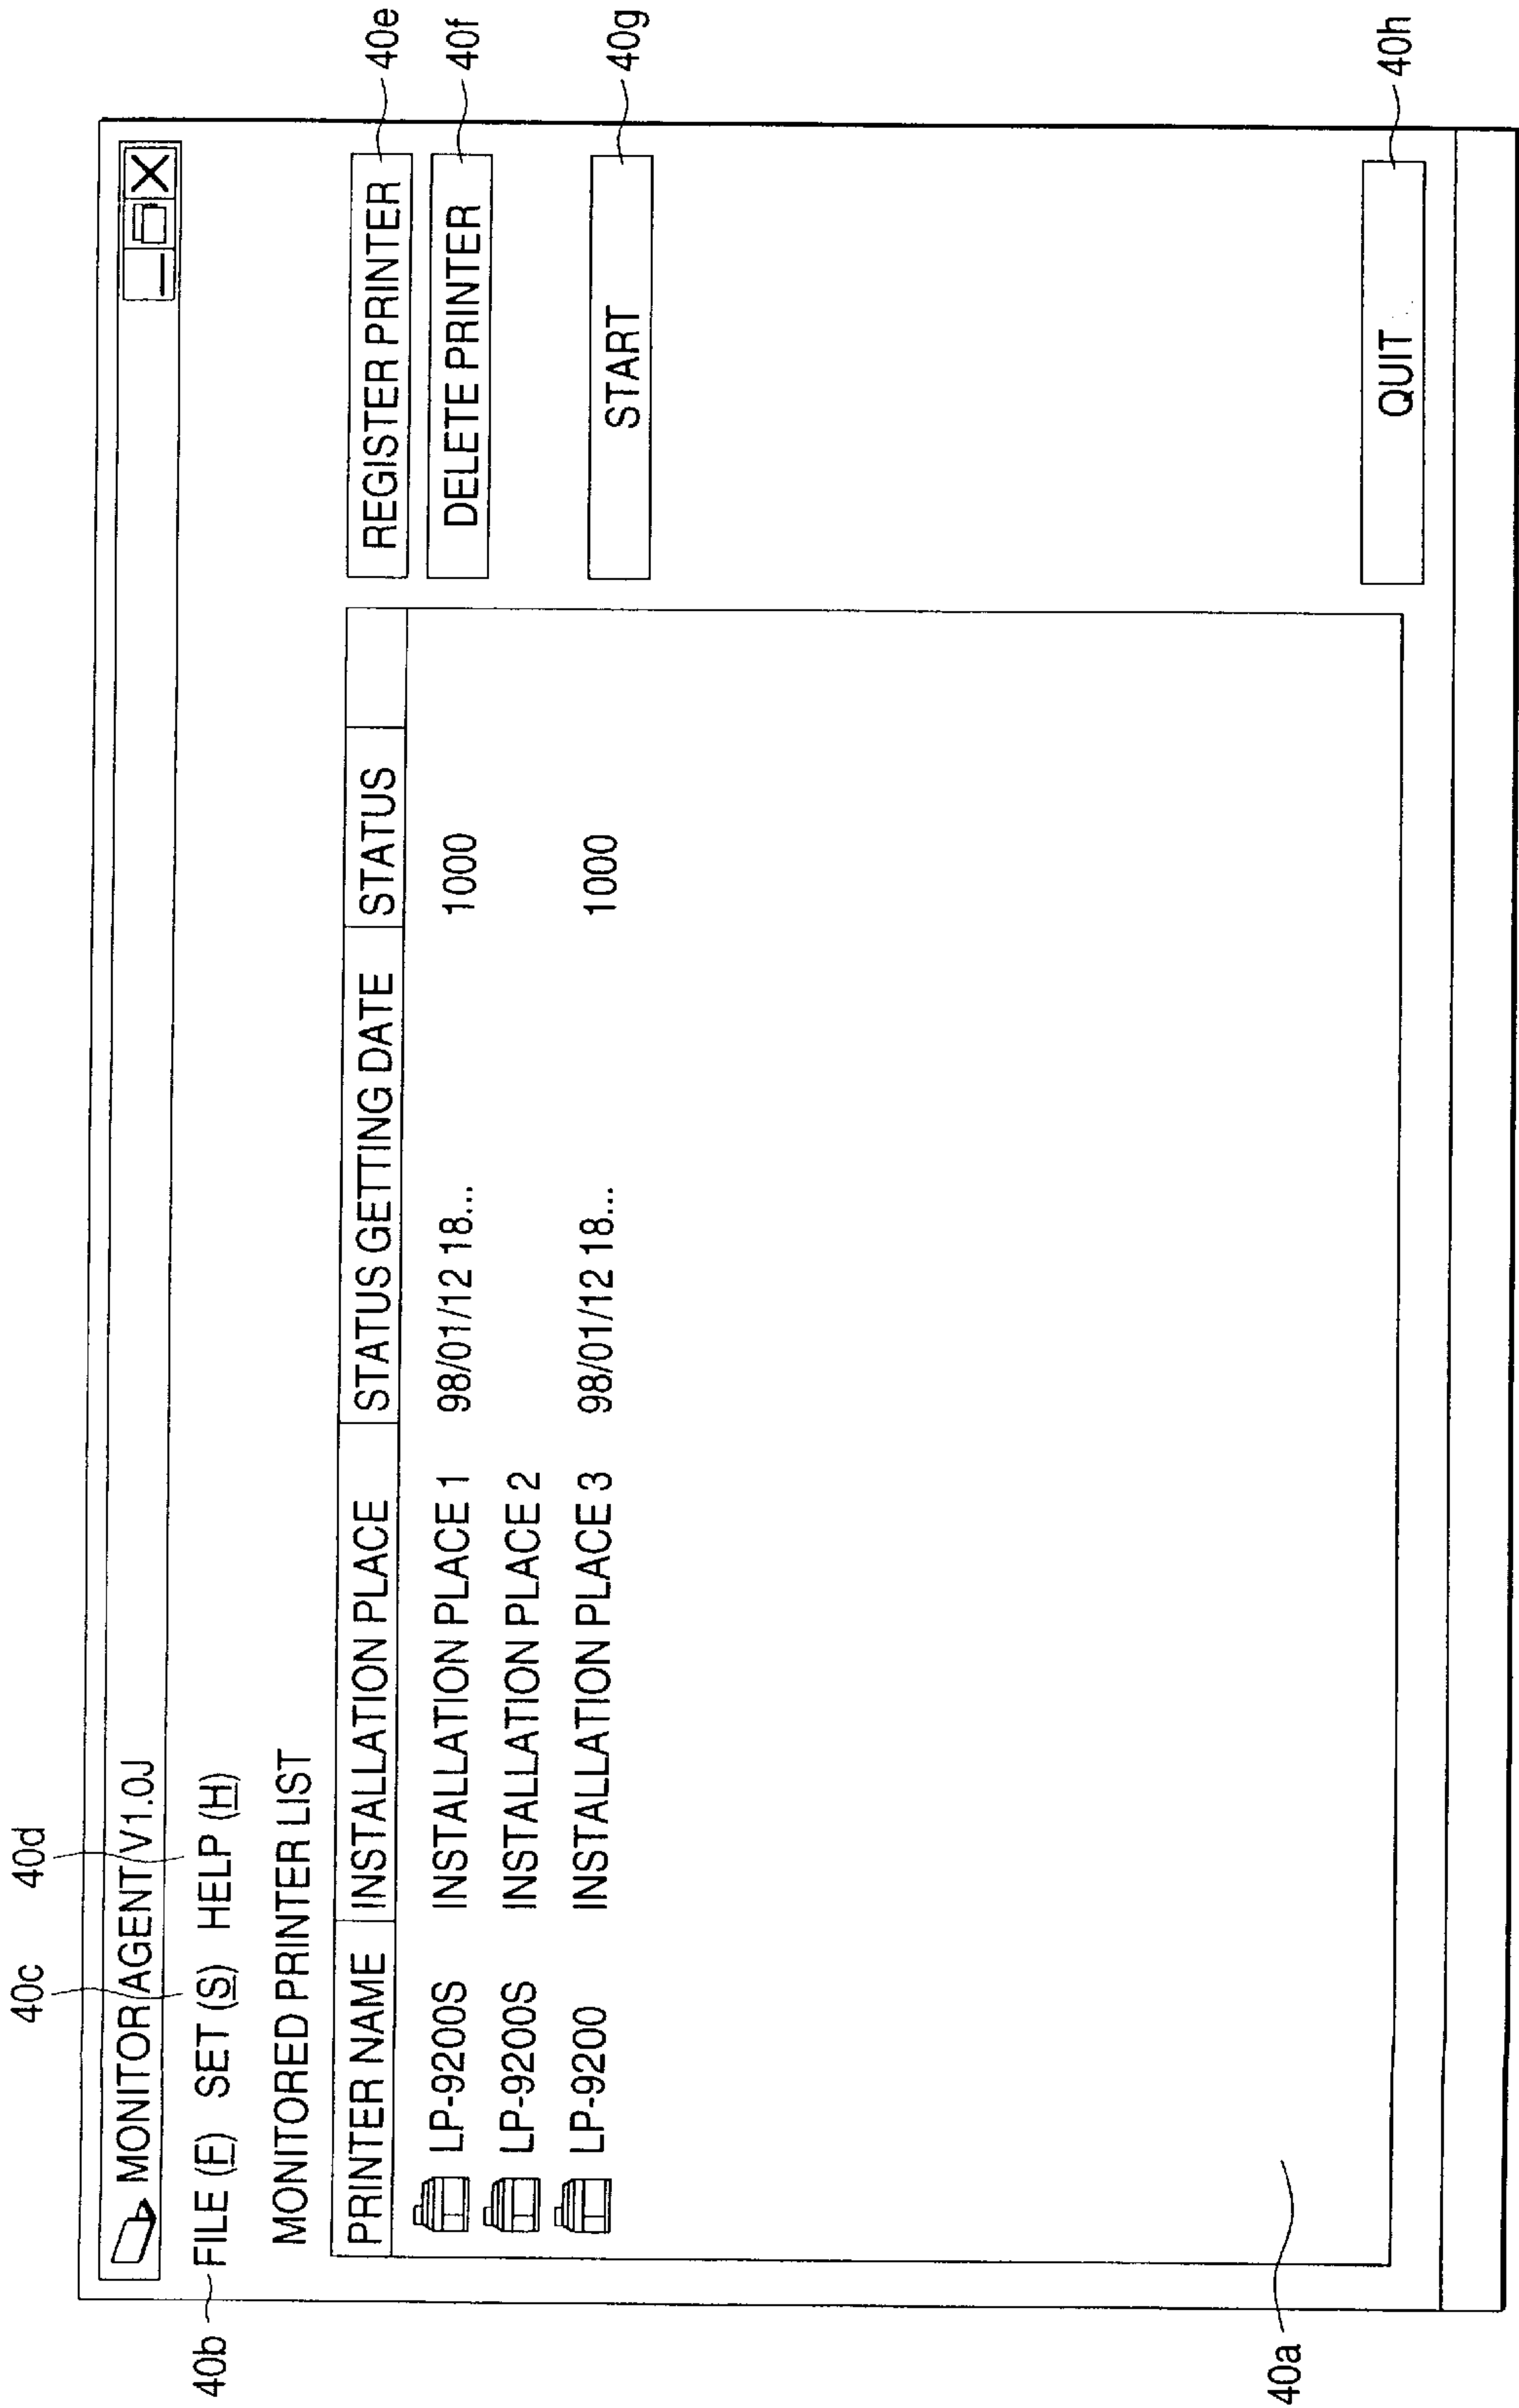 40c 40d
MONITOR AGENT V1.0J
40b FILE (F) SET (S) HELP (H)
MONITORED PRINTER LIST
PRINTER NAME INSTALLATION PLACE STATUS GETTING DATE STATUS
REGISTER PRINTER 40e
LP-9200S INSTALLATION PLACE 1 98/01/12 18... 1000
DELETE PRINTER 40f
LP-9200S INSTALLATION PLACE 2
LP-9200 INSTALLATION PLACE 3 98/01/12 18... 1000
START 40g
40a
QUIT 40h